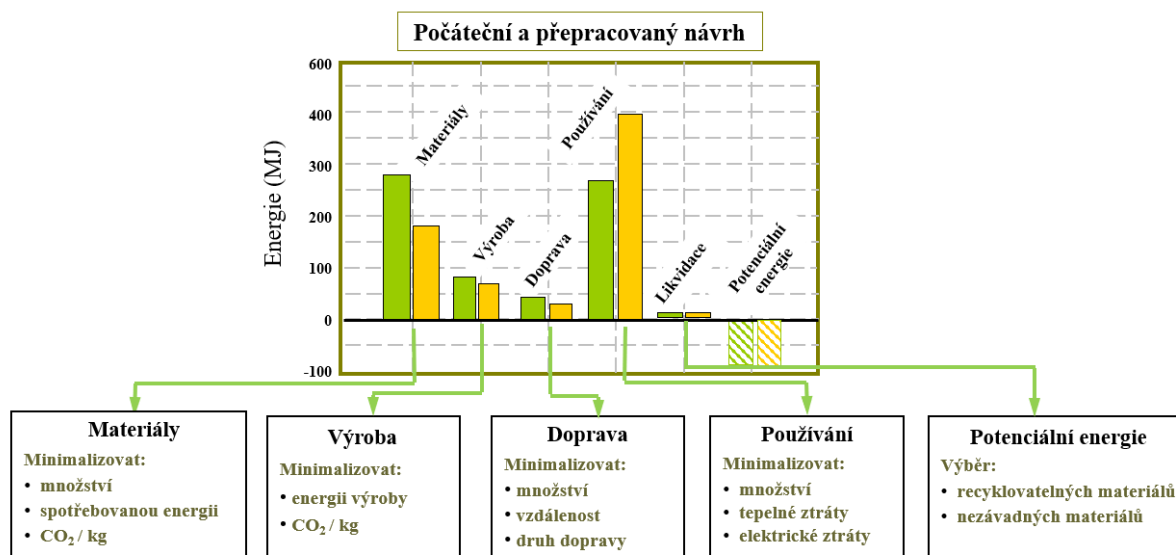 Počáteční a přepracovaný návrh
Energie (MJ)
600
400
300
200
100
0
-100
Materiály
Výroba
Doprava
Používání
Likvidace
Potenciální
energie
Materiály
Minimalizovat:
• množství
• spotřebovanou energii
• CO₂ / kg
Výroba
Minimalizovat:
• energii výroby
• CO₂ / kg
Doprava
Minimalizovat:
• množství
• vzdálenost
• druh dopravy
Používání
Minimalizovat:
• množství
• tepelné ztráty
• elektrické ztráty
Potenciální energie
Výběr:
• recyklovatelných materiálů
• nezávadných materiálů